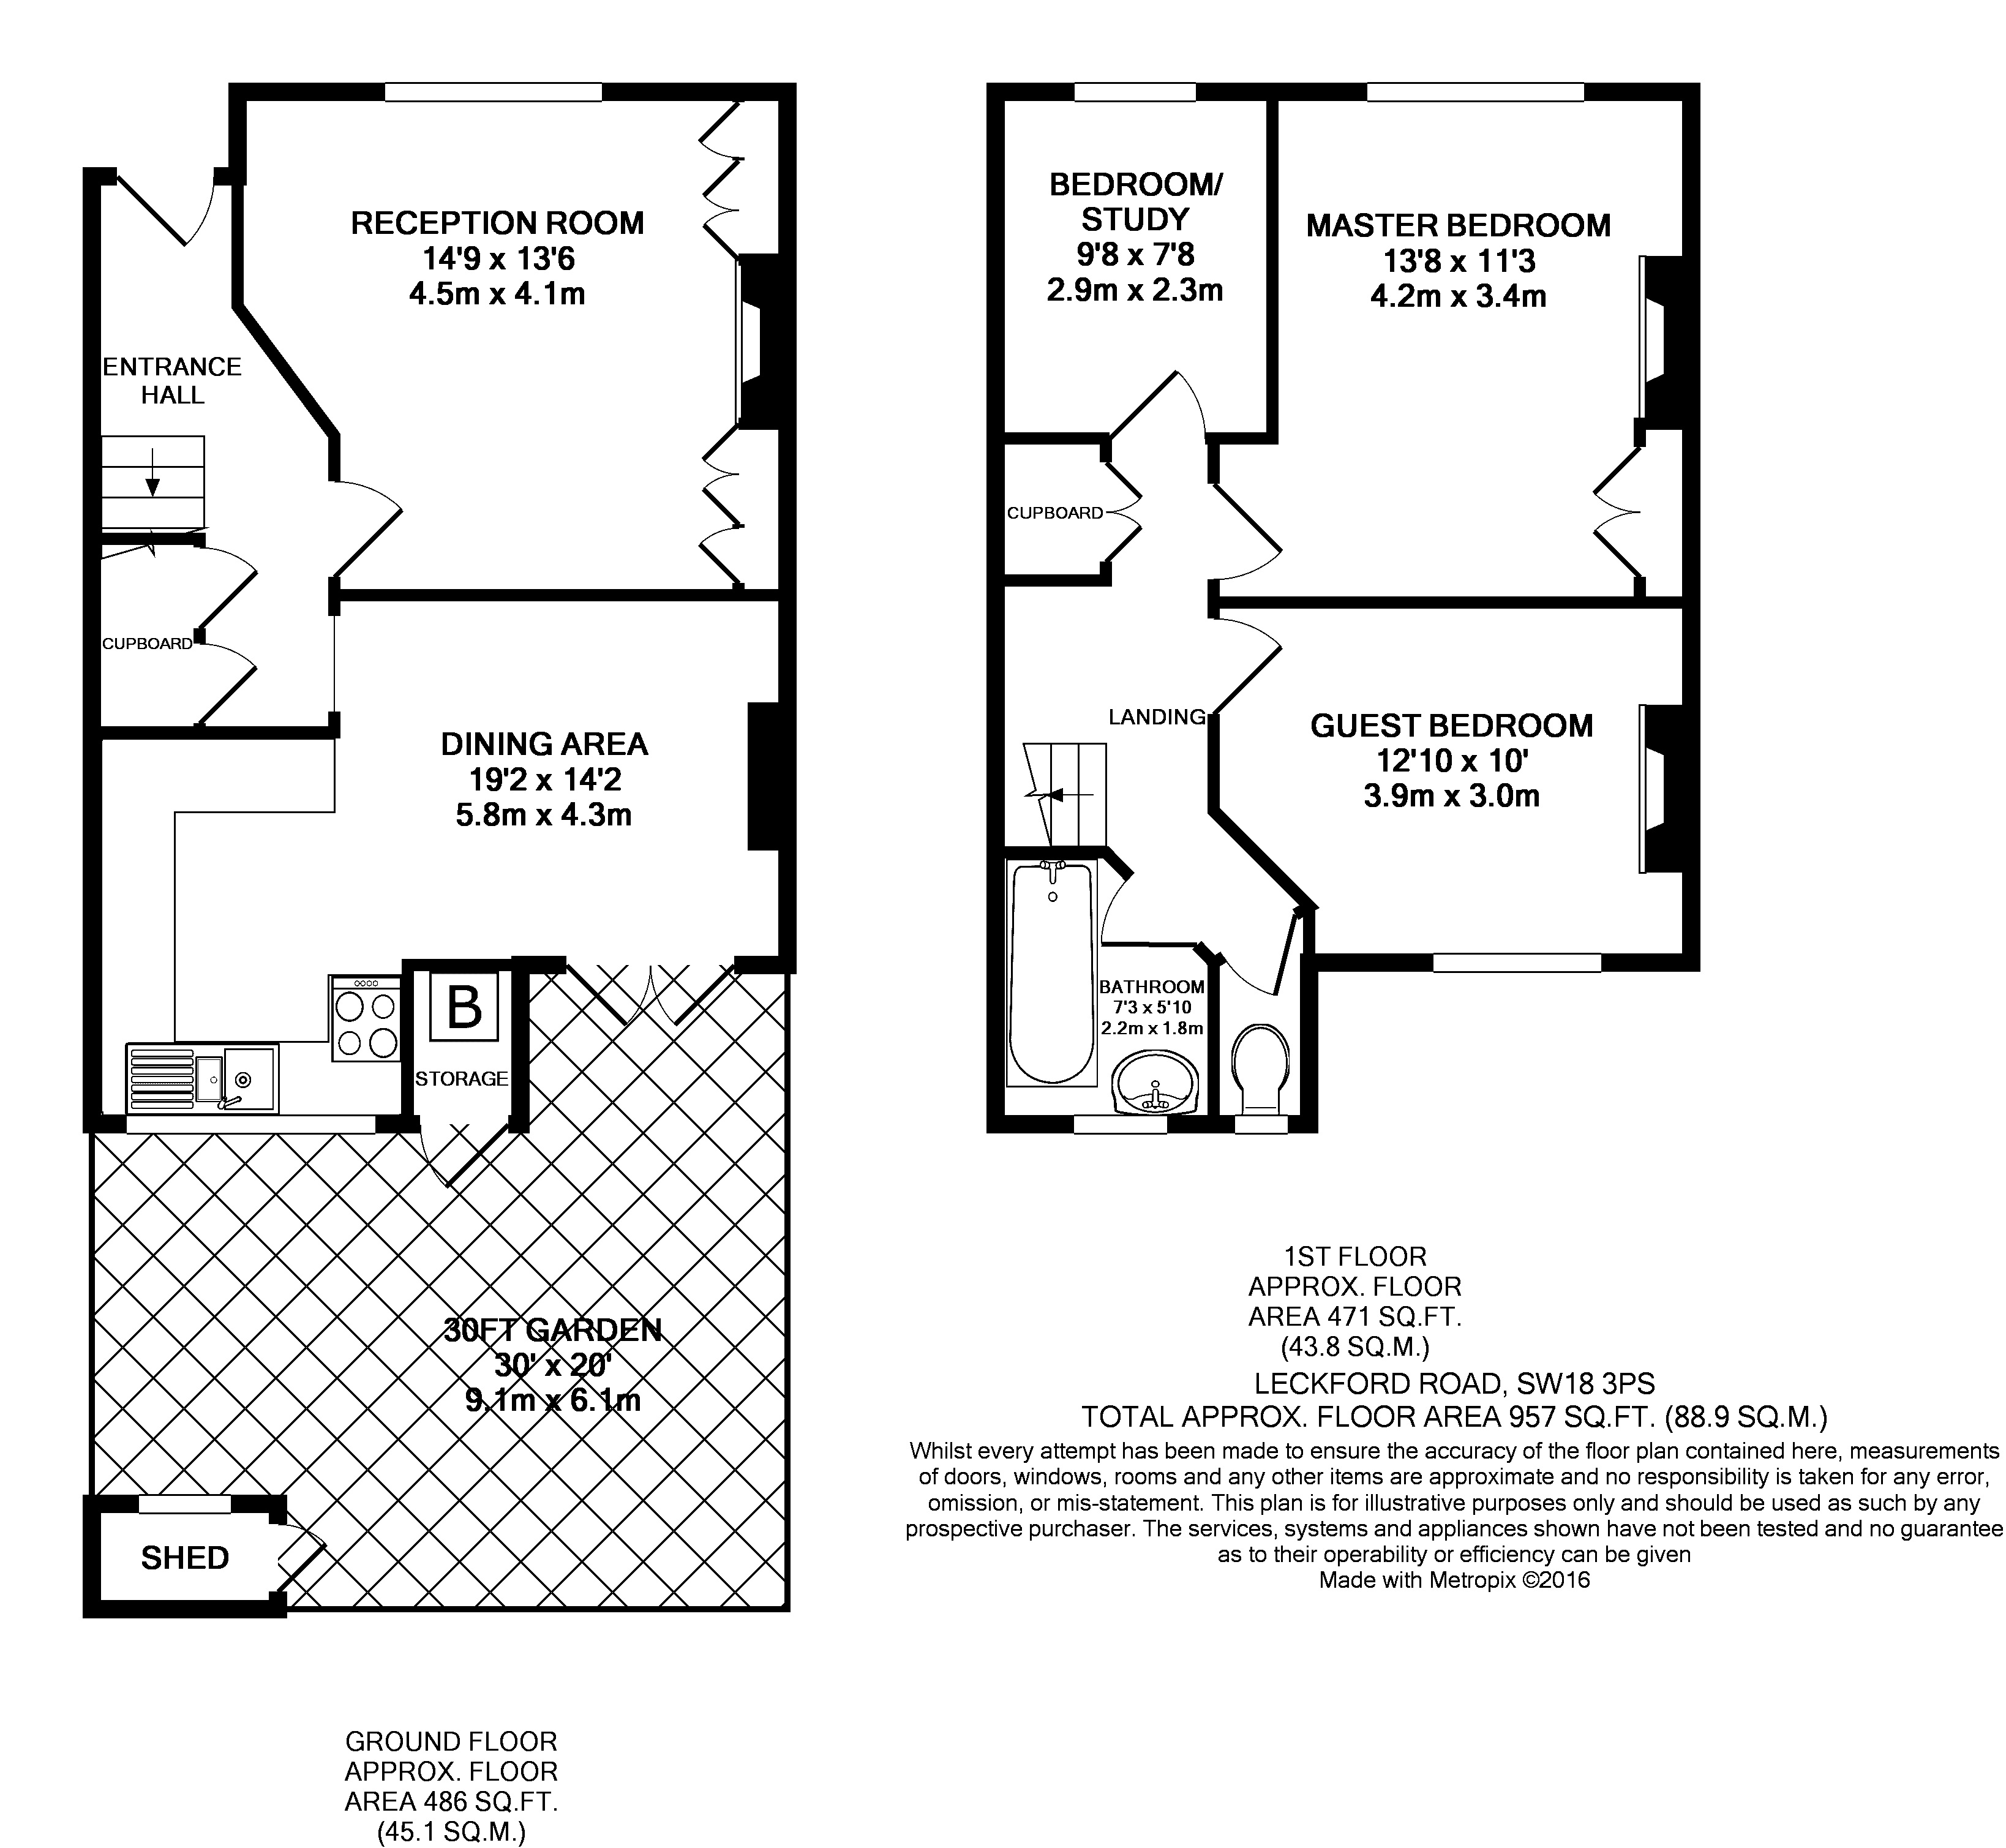 RECEPTION ROOM
14'9 x 13'6
4.5m x 4.1m
ENTRANCE
HALL
CUPBOARD
DINING AREA
19'2 x 14'2
5.8m x 4.3m
B
STORAGE
30FT GARDEN
30' x 20'
9.1m x 6.1m
SHED
GROUND FLOOR
APPROX. FLOOR
AREA 486 SQ.FT.
(45.1 SQ.M.)
BEDROOM/
STUDY
9'8 x 7'8
2.9m x 2.3m
MASTER BEDROOM
13'8 x 11'3
4.2m x 3.4m
CUPBOARD
LANDING
GUEST BEDROOM
12'10 x 10'
3.9m x 3.0m
BATHROOM
7'3 x 5'10
2.2m x 1.8m
1ST FLOOR
APPROX. FLOOR
AREA 471 SQ.FT.
(43.8 SQ.M.)
LECKFORD ROAD, SW18 3PS
TOTAL APPROX. FLOOR AREA 957 SQ.FT. (88.9 SQ.M.)
Whilst every attempt has been made to ensure the accuracy of the floor plan contained here, measurements
of doors, windows, rooms and any other items are approximate and no responsibility is taken for any error,
omission, or mis-statement. This plan is for illustrative purposes only and should be used as such by any
prospective purchaser. The services, systems and appliances shown have not been tested and no guarantee
as to their operability or efficiency can be given
Made with Metropix ©2016